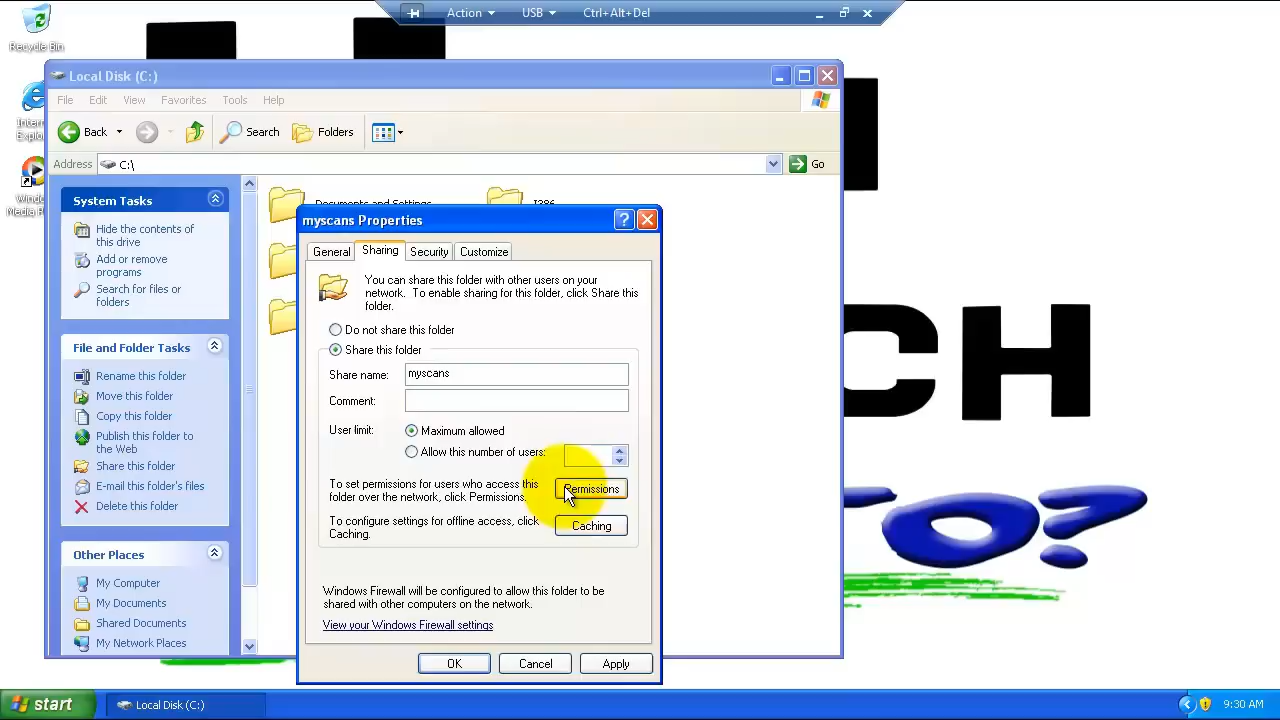 Action USB Ctrl+Alt+Del
Recycle Bin
Local Disk (C:)
File Edit View Favorites Tools Help
Back Search Folders
Address C:\ Go
System Tasks
Hide the contents of
this drive
Add or remove
programs
Search for files or
folders
File and Folder Tasks
Rename this folder
Move this folder
Copy this folder
Publish this folder to
the Web
Share this folder
E-mail this folder's files
Delete this folder
Other Places
My Computer
My Documents
Shared Documents
My Network Places
Documents and Settings I386
myscans Properties
General Sharing Security Customize
You can share this folder with other users on your
network. To enable sharing for this folder, click Share this
folder.
Do not share this folder
Share this folder
Share name: myscans
Comment:
User limit: Maximum allowed
Allow this number of users:
To set permissions for users who access this
folder over the network, click Permissions.
Permissions
To configure settings for offline access, click
Caching.
Caching
Windows Firewall will be configured to allow this folder to be
shared with other computers on the network.
View your Windows Firewall settings
OK Cancel Apply
CH
TO?
start Local Disk (C:) 9:30 AM